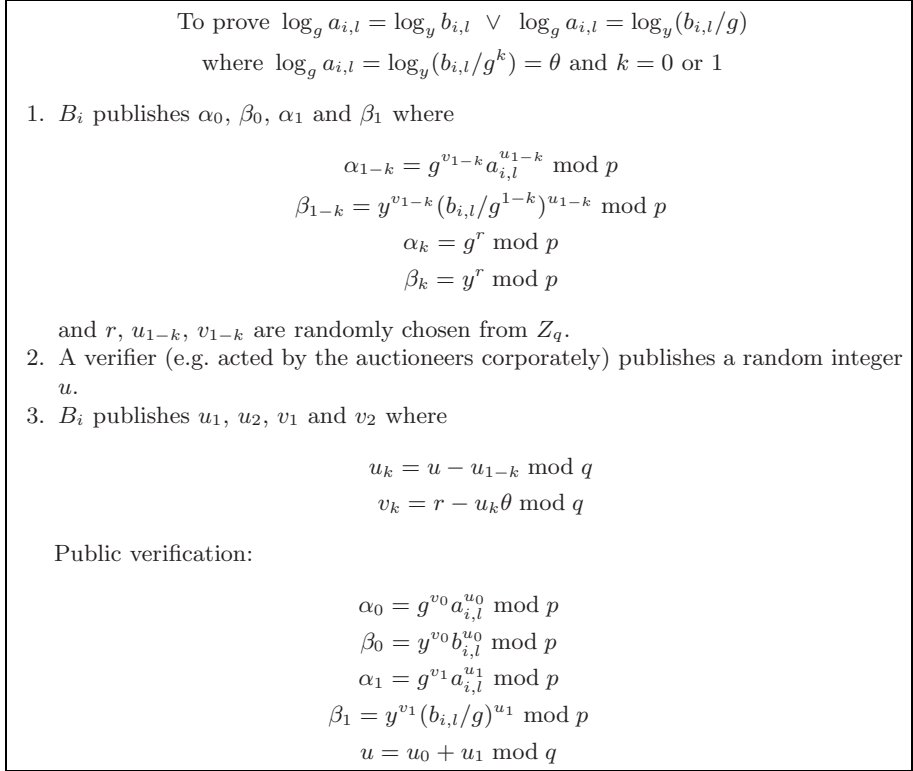 To prove log_g a_{i,l} = log_y b_{i,l} ∨ log_g a_{i,l} = log_y(b_{i,l}/g)
where log_g a_{i,l} = log_y(b_{i,l}/g^k) = θ and k = 0 or 1
1. B_i publishes α_0, β_0, α_1 and β_1 where
α_{1−k} = g^{v_{1−k}} a_{i,l}^{u_{1−k}} mod p
β_{1−k} = y^{v_{1−k}} (b_{i,l}/g^{1−k})^{u_{1−k}} mod p
α_k = g^r mod p
β_k = y^r mod p
and r, u_{1−k}, v_{1−k} are randomly chosen from Z_q.
2. A verifier (e.g. acted by the auctioneers corporately) publishes a random integer
u.
3. B_i publishes u_1, u_2, v_1 and v_2 where
u_k = u − u_{1−k} mod q
v_k = r − u_k θ mod q
Public verification:
α_0 = g^{v_0} a_{i,l}^{u_0} mod p
β_0 = y^{v_0} b_{i,l}^{u_0} mod p
α_1 = g^{v_1} a_{i,l}^{u_1} mod p
β_1 = y^{v_1} (b_{i,l}/g)^{u_1} mod p
u = u_0 + u_1 mod q